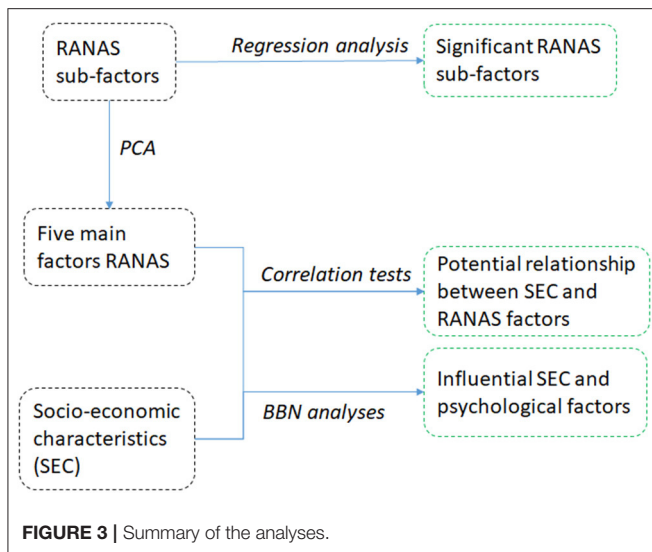 RANAS
sub-factors
Regression analysis
Significant RANAS
sub-factors
PCA
Five main
factors RANAS
Correlation tests
Potential relationship
between SEC and
RANAS factors
Socio-economic
characteristics
(SEC)
BBN analyses
Influential SEC and
psychological factors
FIGURE 3 | Summary of the analyses.